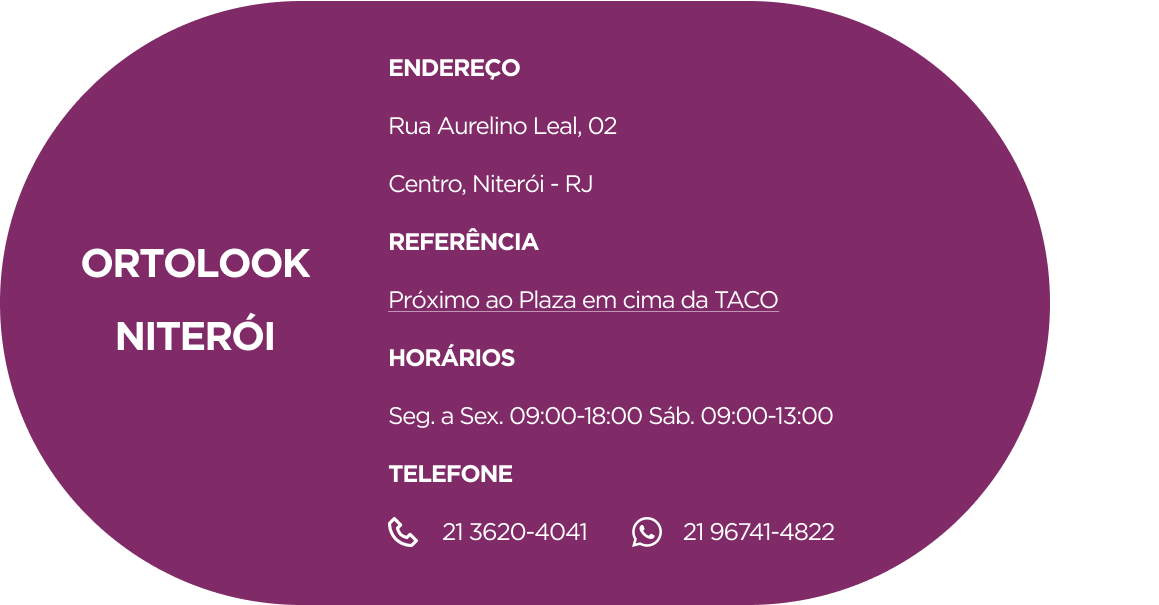 ORTOLOOK
NITERÓI
ENDEREÇO
Rua Aurelino Leal, 02
Centro, Niterói - RJ
REFERÊNCIA
Próximo ao Plaza em cima da TACO
HORÁRIOS
Seg. a Sex. 09:00-18:00 Sáb. 09:00-13:00
TELEFONE
21 3620-4041 21 96741-4822